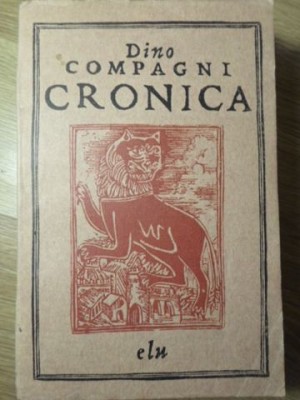 Dino
COMPAGNI
CRONICA
elu